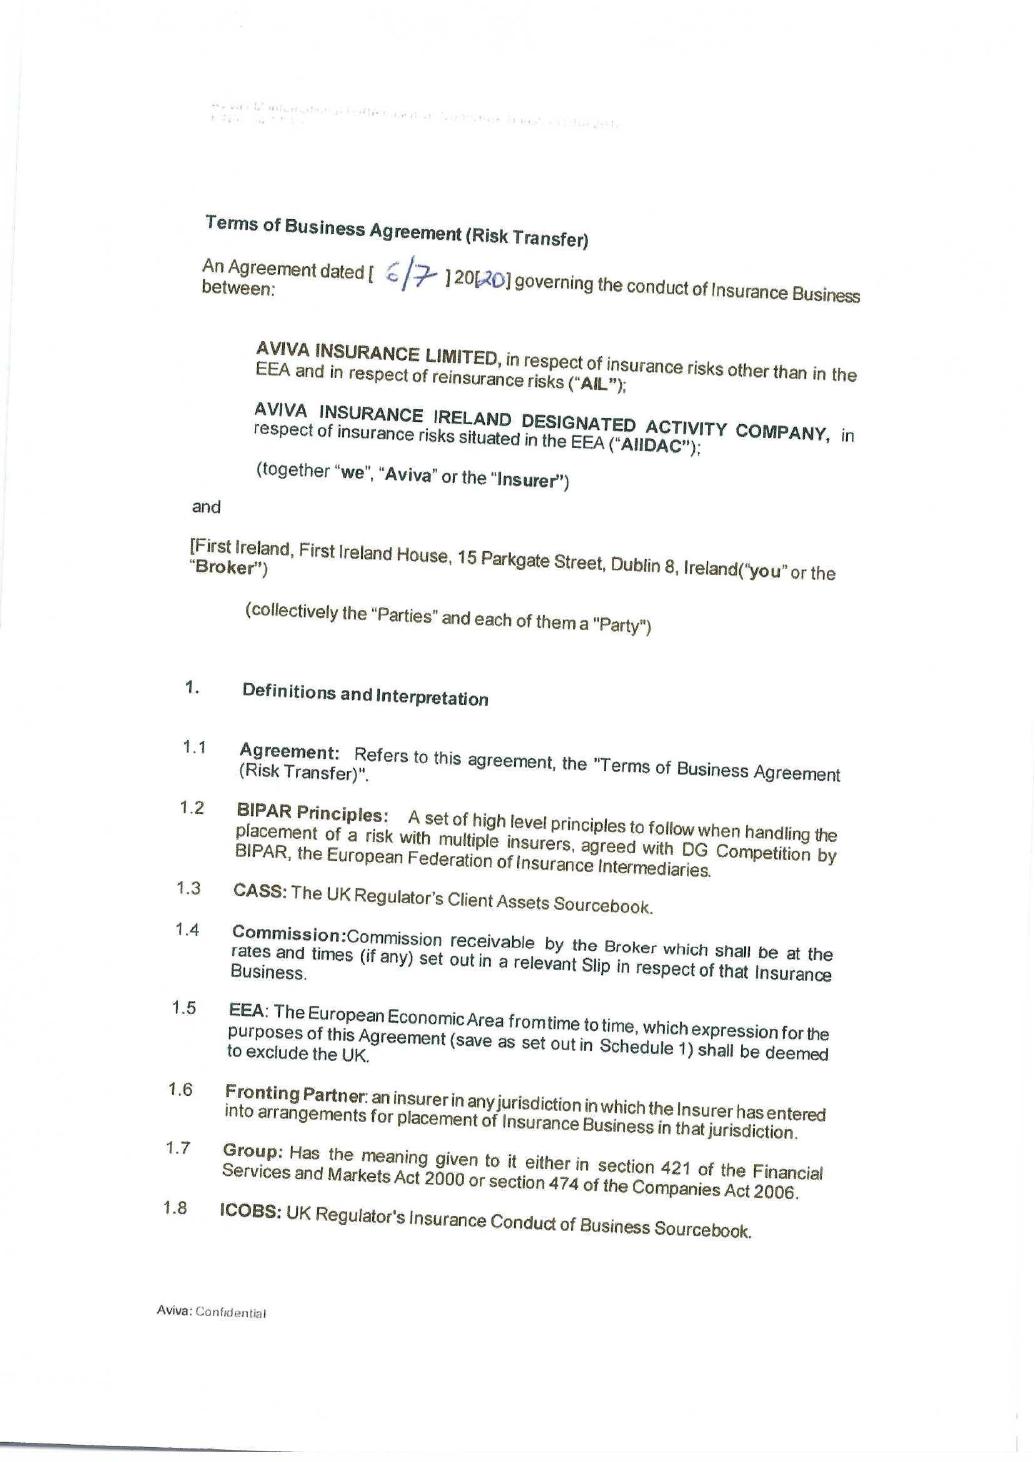 Terms of Business Agreement (Risk Transfer)
An Agreement dated [ 6/7 ] 20[20] governing the conduct of Insurance Business
between:
AVIVA INSURANCE LIMITED, in respect of insurance risks other than in the
EEA and in respect of reinsurance risks (“AIL”);
AVIVA INSURANCE IRELAND DESIGNATED ACTIVITY COMPANY, in
respect of insurance risks situated in the EEA (“AIIDAC”);
(together “we”, “Aviva” or the “Insurer”)
and
[First Ireland, First Ireland House, 15 Parkgate Street, Dublin 8, Ireland(“you” or the
“Broker”)
(collectively the “Parties” and each of them a "Party")
1. Definitions and Interpretation
1.1 Agreement: Refers to this agreement, the "Terms of Business Agreement
(Risk Transfer)".
1.2 BIPAR Principles: A set of high level principles to follow when handling the
placement of a risk with multiple insurers, agreed with DG Competition by
BIPAR, the European Federation of Insurance Intermediaries.
1.3 CASS: The UK Regulator’s Client Assets Sourcebook.
1.4 Commission:Commission receivable by the Broker which shall be at the
rates and times (if any) set out in a relevant Slip in respect of that Insurance
Business.
1.5 EEA: The European Economic Area from time to time, which expression for the
purposes of this Agreement (save as set out in Schedule 1) shall be deemed
to exclude the UK.
1.6 Fronting Partner: an insurer in any jurisdiction in which the Insurer has entered
into arrangements for placement of Insurance Business in that jurisdiction.
1.7 Group: Has the meaning given to it either in section 421 of the Financial
Services and Markets Act 2000 or section 474 of the Companies Act 2006.
1.8 ICOBS: UK Regulator's Insurance Conduct of Business Sourcebook.
Aviva: Confidential